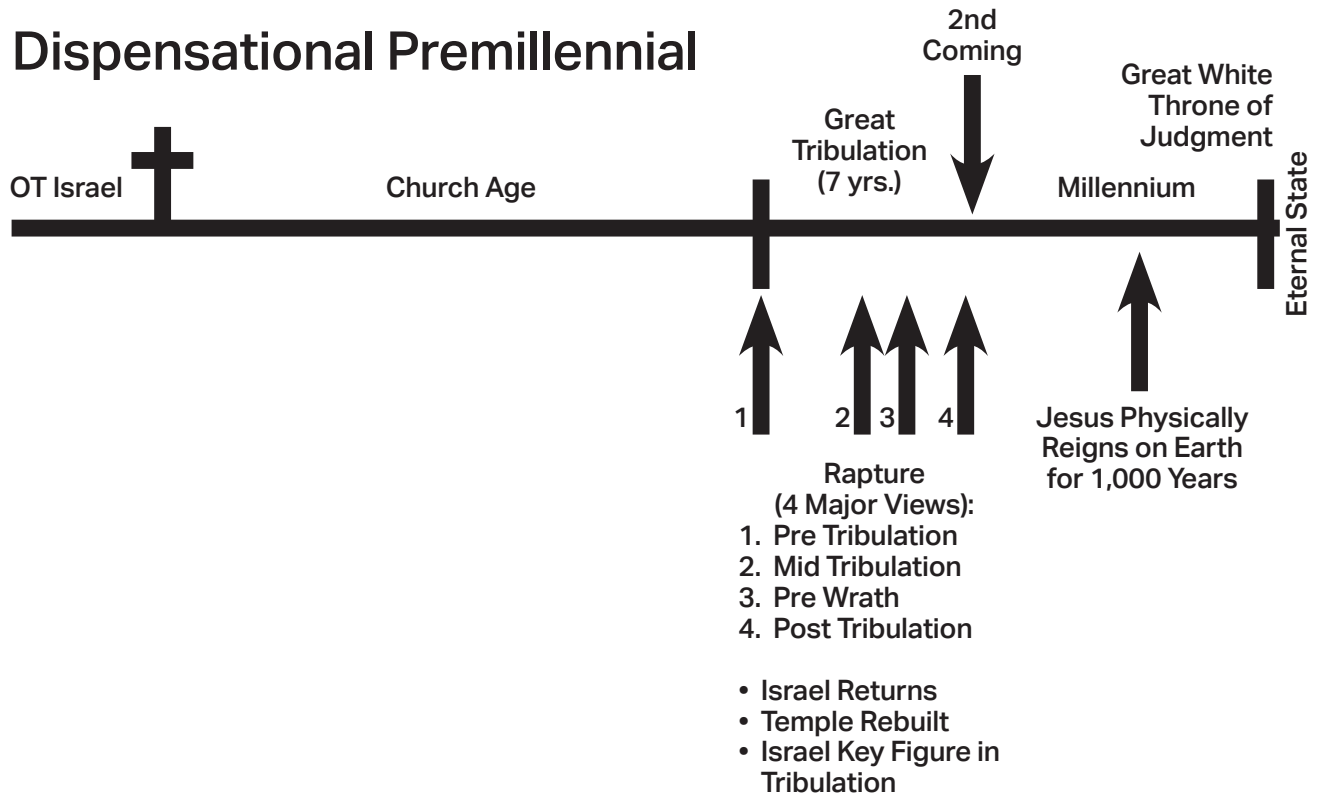 Dispensational Premillennial
2nd
Coming
Great White
Throne of
Judgment
Great
Tribulation
(7 yrs.)
OT Israel
Church Age
Millennium
Eternal State
1
2
3
4
Jesus Physically
Reigns on Earth
for 1,000 Years
Rapture
(4 Major Views):
1. Pre Tribulation
2. Mid Tribulation
3. Pre Wrath
4. Post Tribulation
• Israel Returns
• Temple Rebuilt
• Israel Key Figure in
Tribulation